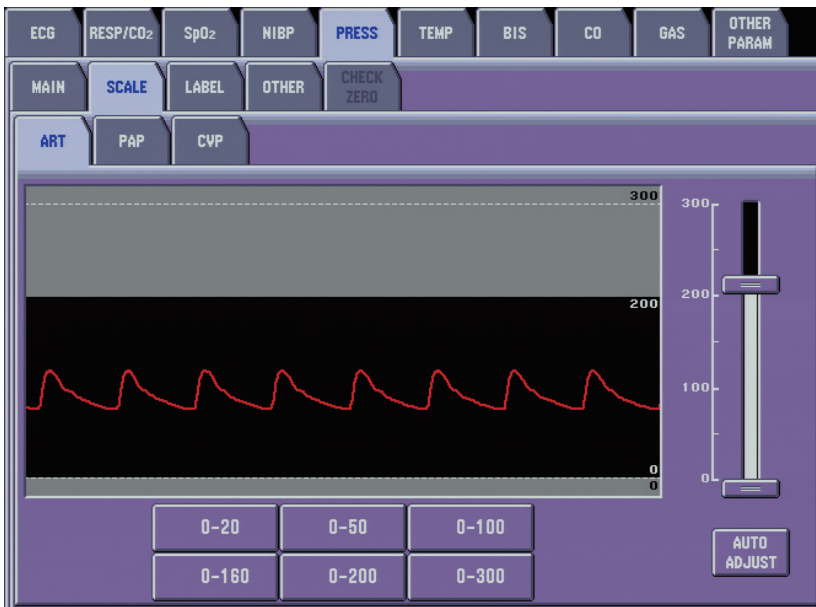 ECG RESP/CO₂ SpO₂ NIBP PRESS TEMP BIS CO GAS OTHER PARAM
MAIN SCALE LABEL OTHER CHECK ZERO
ART PAP CVP
300
300
200
200
100
0
0
0
0-20 0-50 0-100
AUTO ADJUST
0-160 0-200 0-300